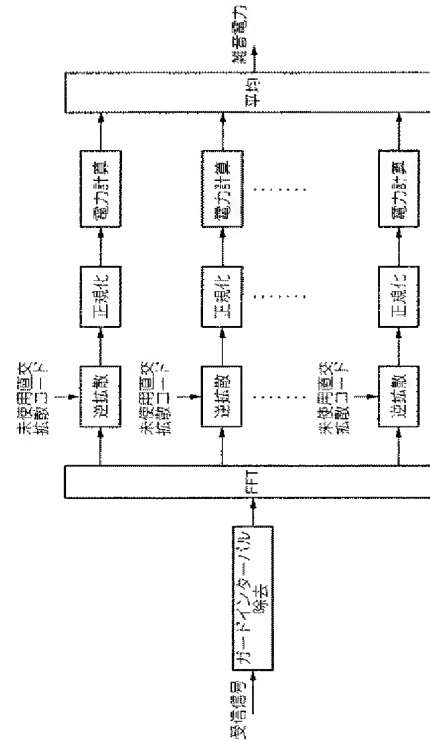 受信信号
ガードインターバル
除去
FFT
未使用直交
拡散コード
逆拡散
正規化
電力計算
未使用直交
拡散コード
逆拡散
正規化
電力計算
未使用直交
拡散コード
逆拡散
正規化
電力計算
平均
雑音電力